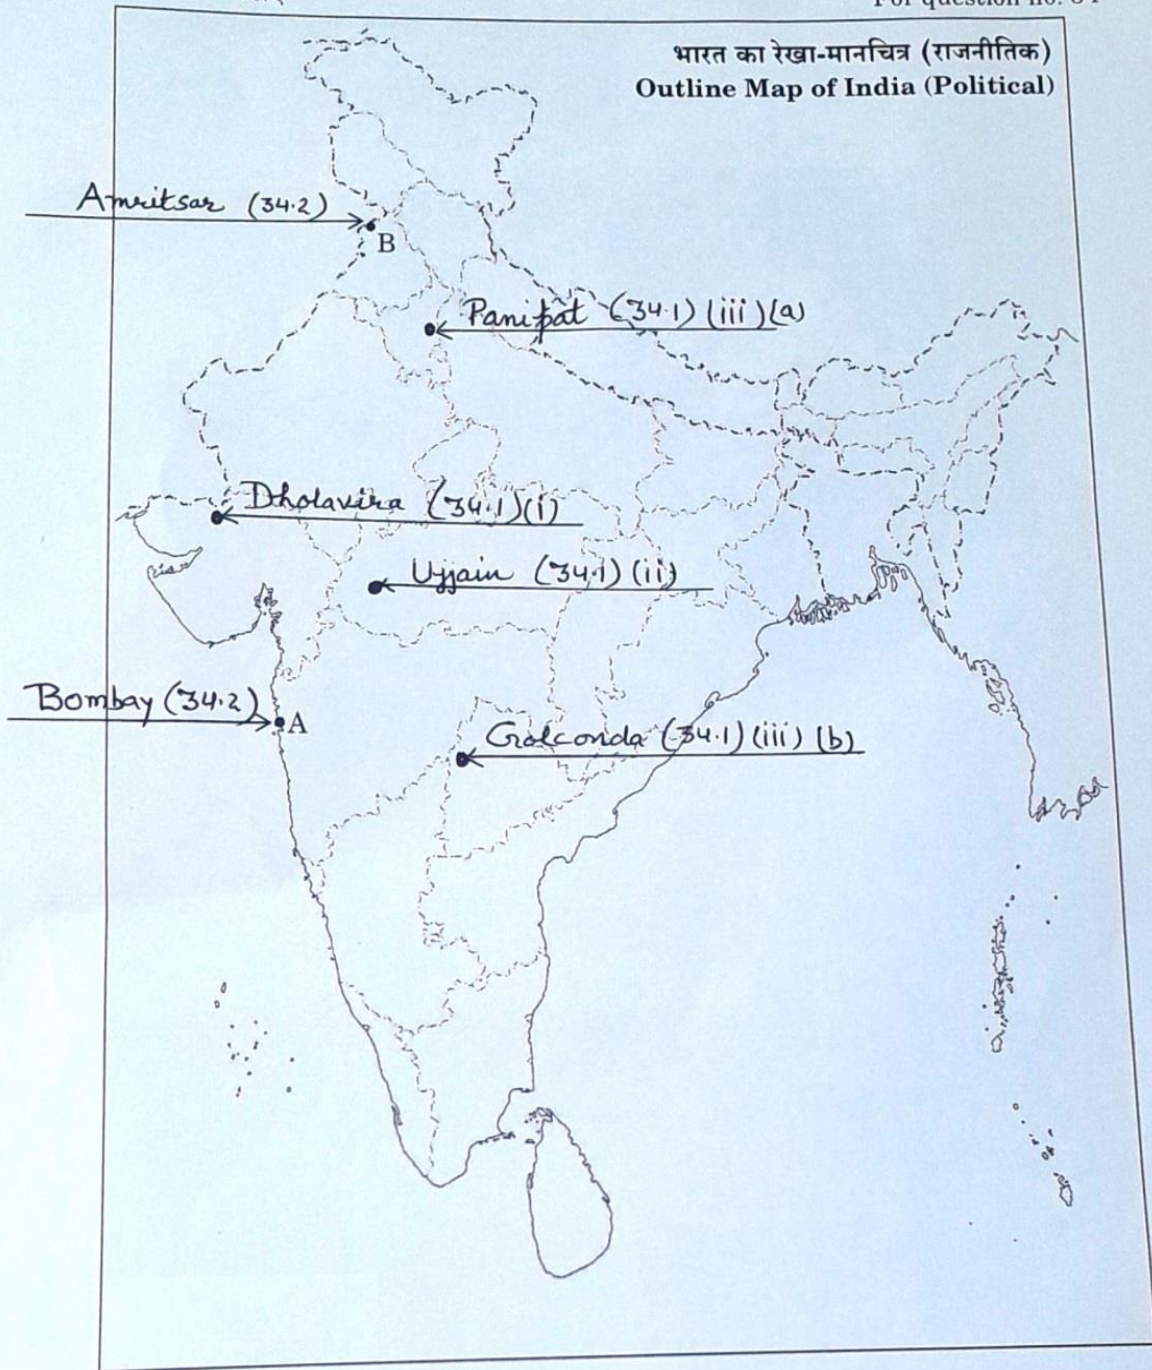 भारत का रेखा-मानचित्र (राजनीतिक)
Outline Map of India (Political)
Amritsar (34.2)
B
Panipat (34.1) (iii) (a)
Dholavira (34.1) (i)
Ujjain (34.1) (ii)
Bombay (34.2)
A
Golconda (34.1) (iii) (b)